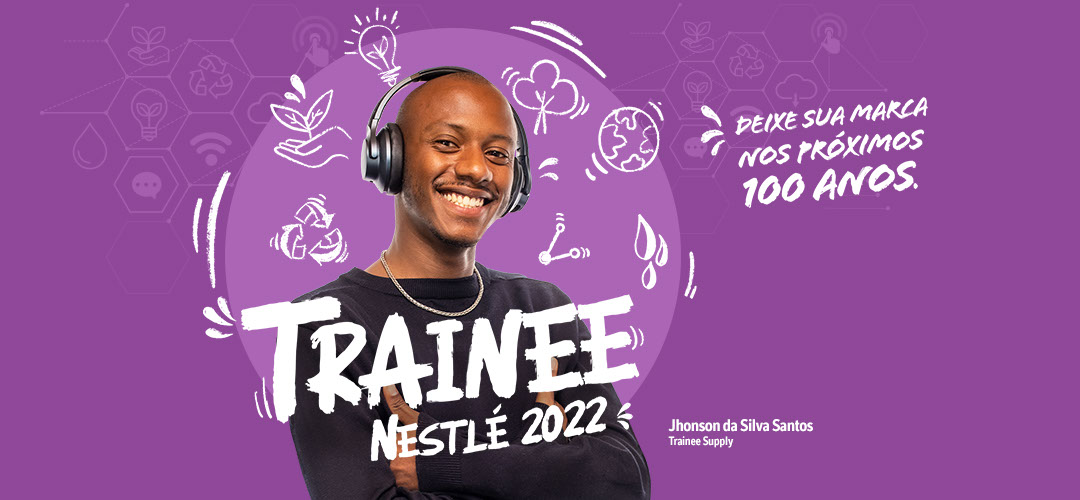 DEIXE SUA MARCA
NOS PRÓXIMOS
100 ANOS.
TRAINEE
NESTLÉ 2022
Jhonson da Silva Santos
Trainee Supply